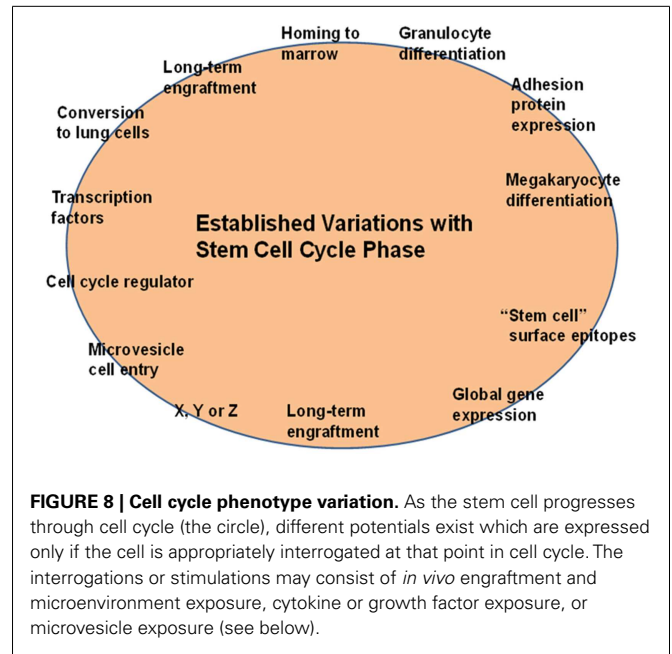 Homing to
marrow
Granulocyte
differentiation
Long-term
engraftment
Adhesion
protein
expression
Conversion
to lung cells
Megakaryocyte
differentiation
Transcription
factors
Established Variations with
Stem Cell Cycle Phase
Cell cycle regulator
“Stem cell”
surface epitopes
Microvesicle
cell entry
Global gene
expression
X, Y or Z
Long-term
engraftment
FIGURE 8 | Cell cycle phenotype variation. As the stem cell progresses
through cell cycle (the circle), different potentials exist which are expressed
only if the cell is appropriately interrogated at that point in cell cycle. The
interrogations or stimulations may consist of in vivo engraftment and
microenvironment exposure, cytokine or growth factor exposure, or
microvesicle exposure (see below).